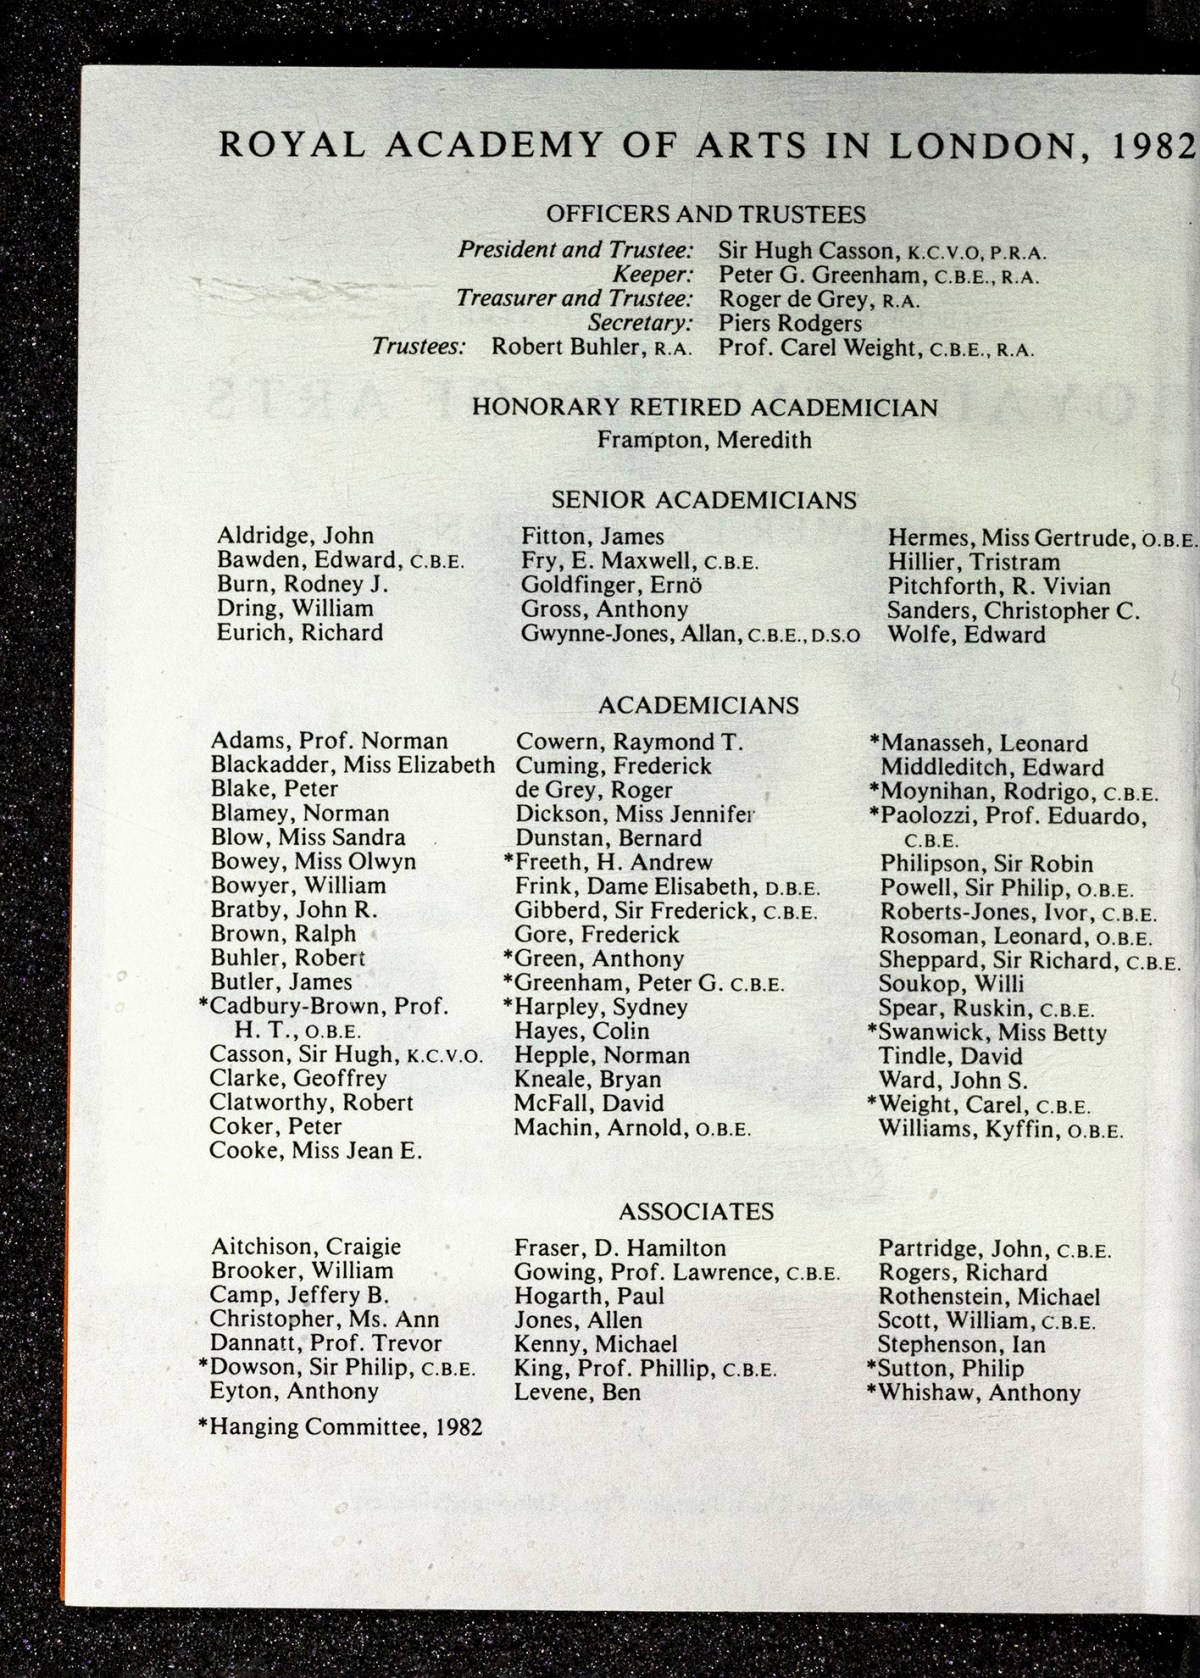 ROYAL ACADEMY OF ARTS IN LONDON, 1982
OFFICERS AND TRUSTEES
President and Trustee: Sir Hugh Casson, K.C.V.O, P.R.A.
Keeper: Peter G. Greenham, C.B.E., R.A.
Treasurer and Trustee: Roger de Grey, R.A.
Secretary: Piers Rodgers
Trustees: Robert Buhler, R.A. Prof. Carel Weight, C.B.E., R.A.
HONORARY RETIRED ACADEMICIAN
Frampton, Meredith
SENIOR ACADEMICIANS
Aldridge, John
Bawden, Edward, C.B.E.
Burn, Rodney J.
Dring, William
Eurich, Richard
Fitton, James
Fry, E. Maxwell, C.B.E.
Goldfinger, Ernö
Gross, Anthony
Gwynne-Jones, Allan, C.B.E., D.S.O
Hermes, Miss Gertrude, O.B.E.
Hillier, Tristram
Pitchforth, R. Vivian
Sanders, Christopher C.
Wolfe, Edward
ACADEMICIANS
Adams, Prof. Norman
Blackadder, Miss Elizabeth
Blake, Peter
Blamey, Norman
Blow, Miss Sandra
Bowey, Miss Olwyn
Bowyer, William
Bratby, John R.
Brown, Ralph
Buhler, Robert
Butler, James
*Cadbury-Brown, Prof.
H. T., O.B.E.
Casson, Sir Hugh, K.C.V.O.
Clarke, Geoffrey
Clatworthy, Robert
Coker, Peter
Cooke, Miss Jean E.
Cowern, Raymond T.
Cuming, Frederick
de Grey, Roger
Dickson, Miss Jennifer
Dunstan, Bernard
*Freeth, H. Andrew
Frink, Dame Elisabeth, D.B.E.
Gibberd, Sir Frederick, C.B.E.
Gore, Frederick
*Green, Anthony
*Greenham, Peter G. C.B.E.
*Harpley, Sydney
Hayes, Colin
Hepple, Norman
Kneale, Bryan
McFall, David
Machin, Arnold, O.B.E.
*Manasseh, Leonard
Middleditch, Edward
*Moynihan, Rodrigo, C.B.E.
*Paolozzi, Prof. Eduardo,
C.B.E.
Philipson, Sir Robin
Powell, Sir Philip, O.B.E.
Roberts-Jones, Ivor, C.B.E.
Rosoman, Leonard, O.B.E.
Sheppard, Sir Richard, C.B.E.
Soukop, Willi
Spear, Ruskin, C.B.E.
*Swanwick, Miss Betty
Tindle, David
Ward, John S.
*Weight, Carel, C.B.E.
Williams, Kyffin, O.B.E.
ASSOCIATES
Aitchison, Craigie
Brooker, William
Camp, Jeffery B.
Christopher, Ms. Ann
Dannatt, Prof. Trevor
*Dowson, Sir Philip, C.B.E.
Eyton, Anthony
Fraser, D. Hamilton
Gowing, Prof. Lawrence, C.B.E.
Hogarth, Paul
Jones, Allen
Kenny, Michael
King, Prof. Phillip, C.B.E.
Levene, Ben
Partridge, John, C.B.E.
Rogers, Richard
Rothenstein, Michael
Scott, William, C.B.E.
Stephenson, Ian
*Sutton, Philip
*Whishaw, Anthony
*Hanging Committee, 1982